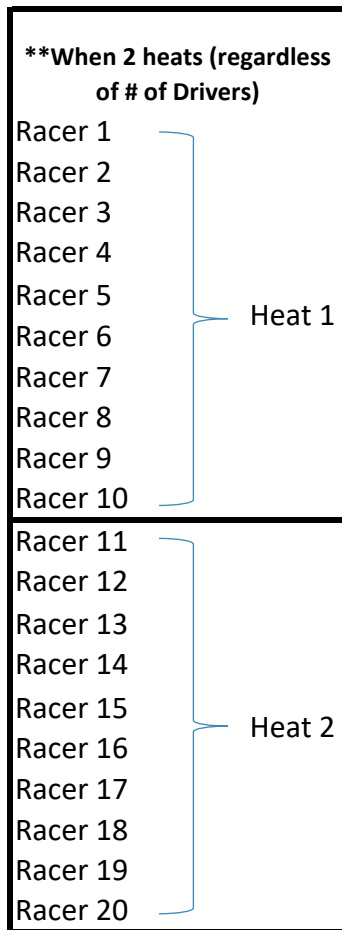 **When 2 heats (regardless
of # of Drivers)
Racer 1
Racer 2
Racer 3
Racer 4
Racer 5
Heat 1
Racer 6
Racer 7
Racer 8
Racer 9
Racer 10
Racer 11
Racer 12
Racer 13
Racer 14
Racer 15
Heat 2
Racer 16
Racer 17
Racer 18
Racer 19
Racer 20